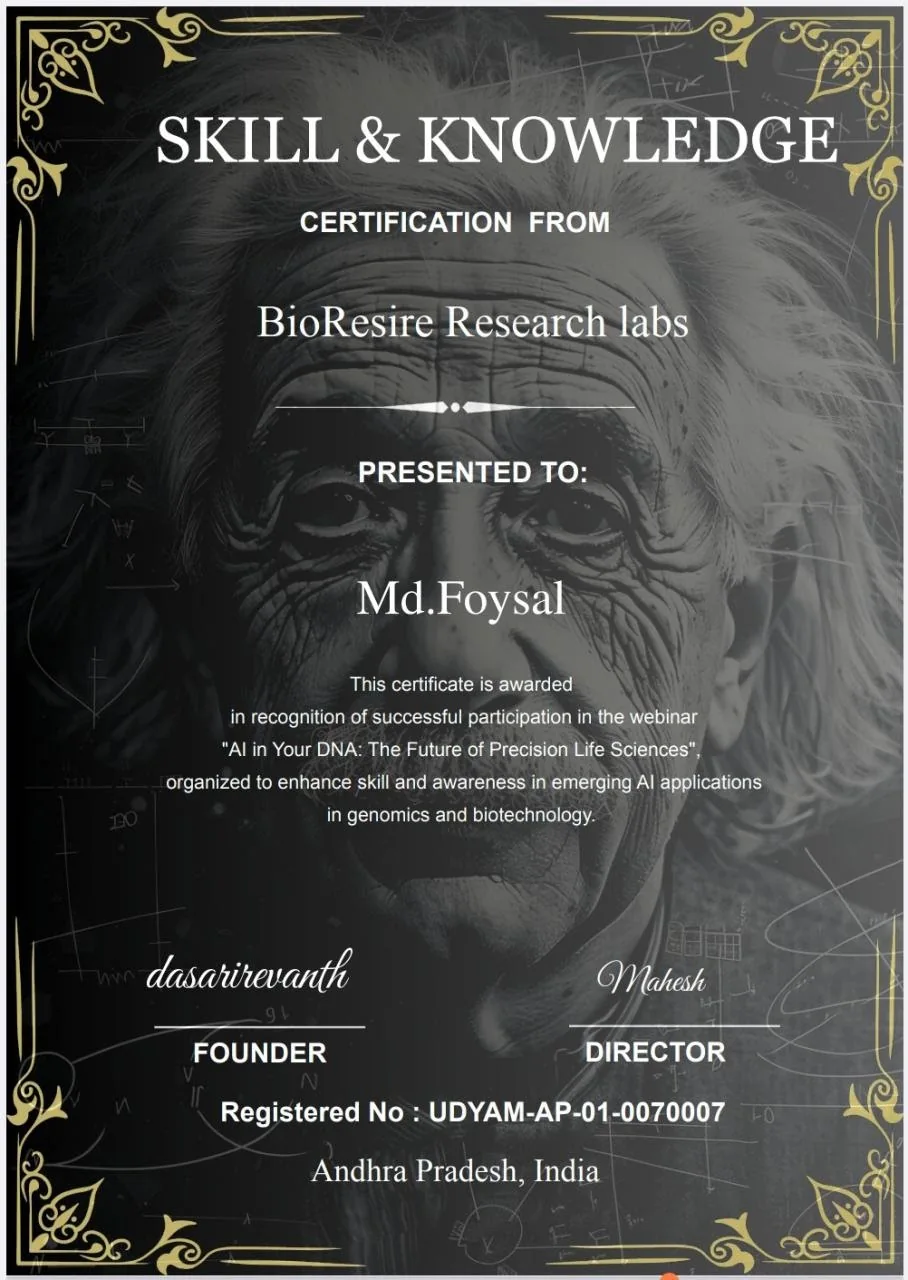 SKILL & KNOWLEDGE
CERTIFICATION FROM
BioResire Research labs
PRESENTED TO:
Md.Foysal
This certificate is awarded
in recognition of successful participation in the webinar
"AI in Your DNA: The Future of Precision Life Sciences",
organized to enhance skill and awareness in emerging AI applications
in genomics and biotechnology.
dasarirevanth
Mahesh
FOUNDER
DIRECTOR
Registered No : UDYAM-AP-01-0070007
Andhra Pradesh, India